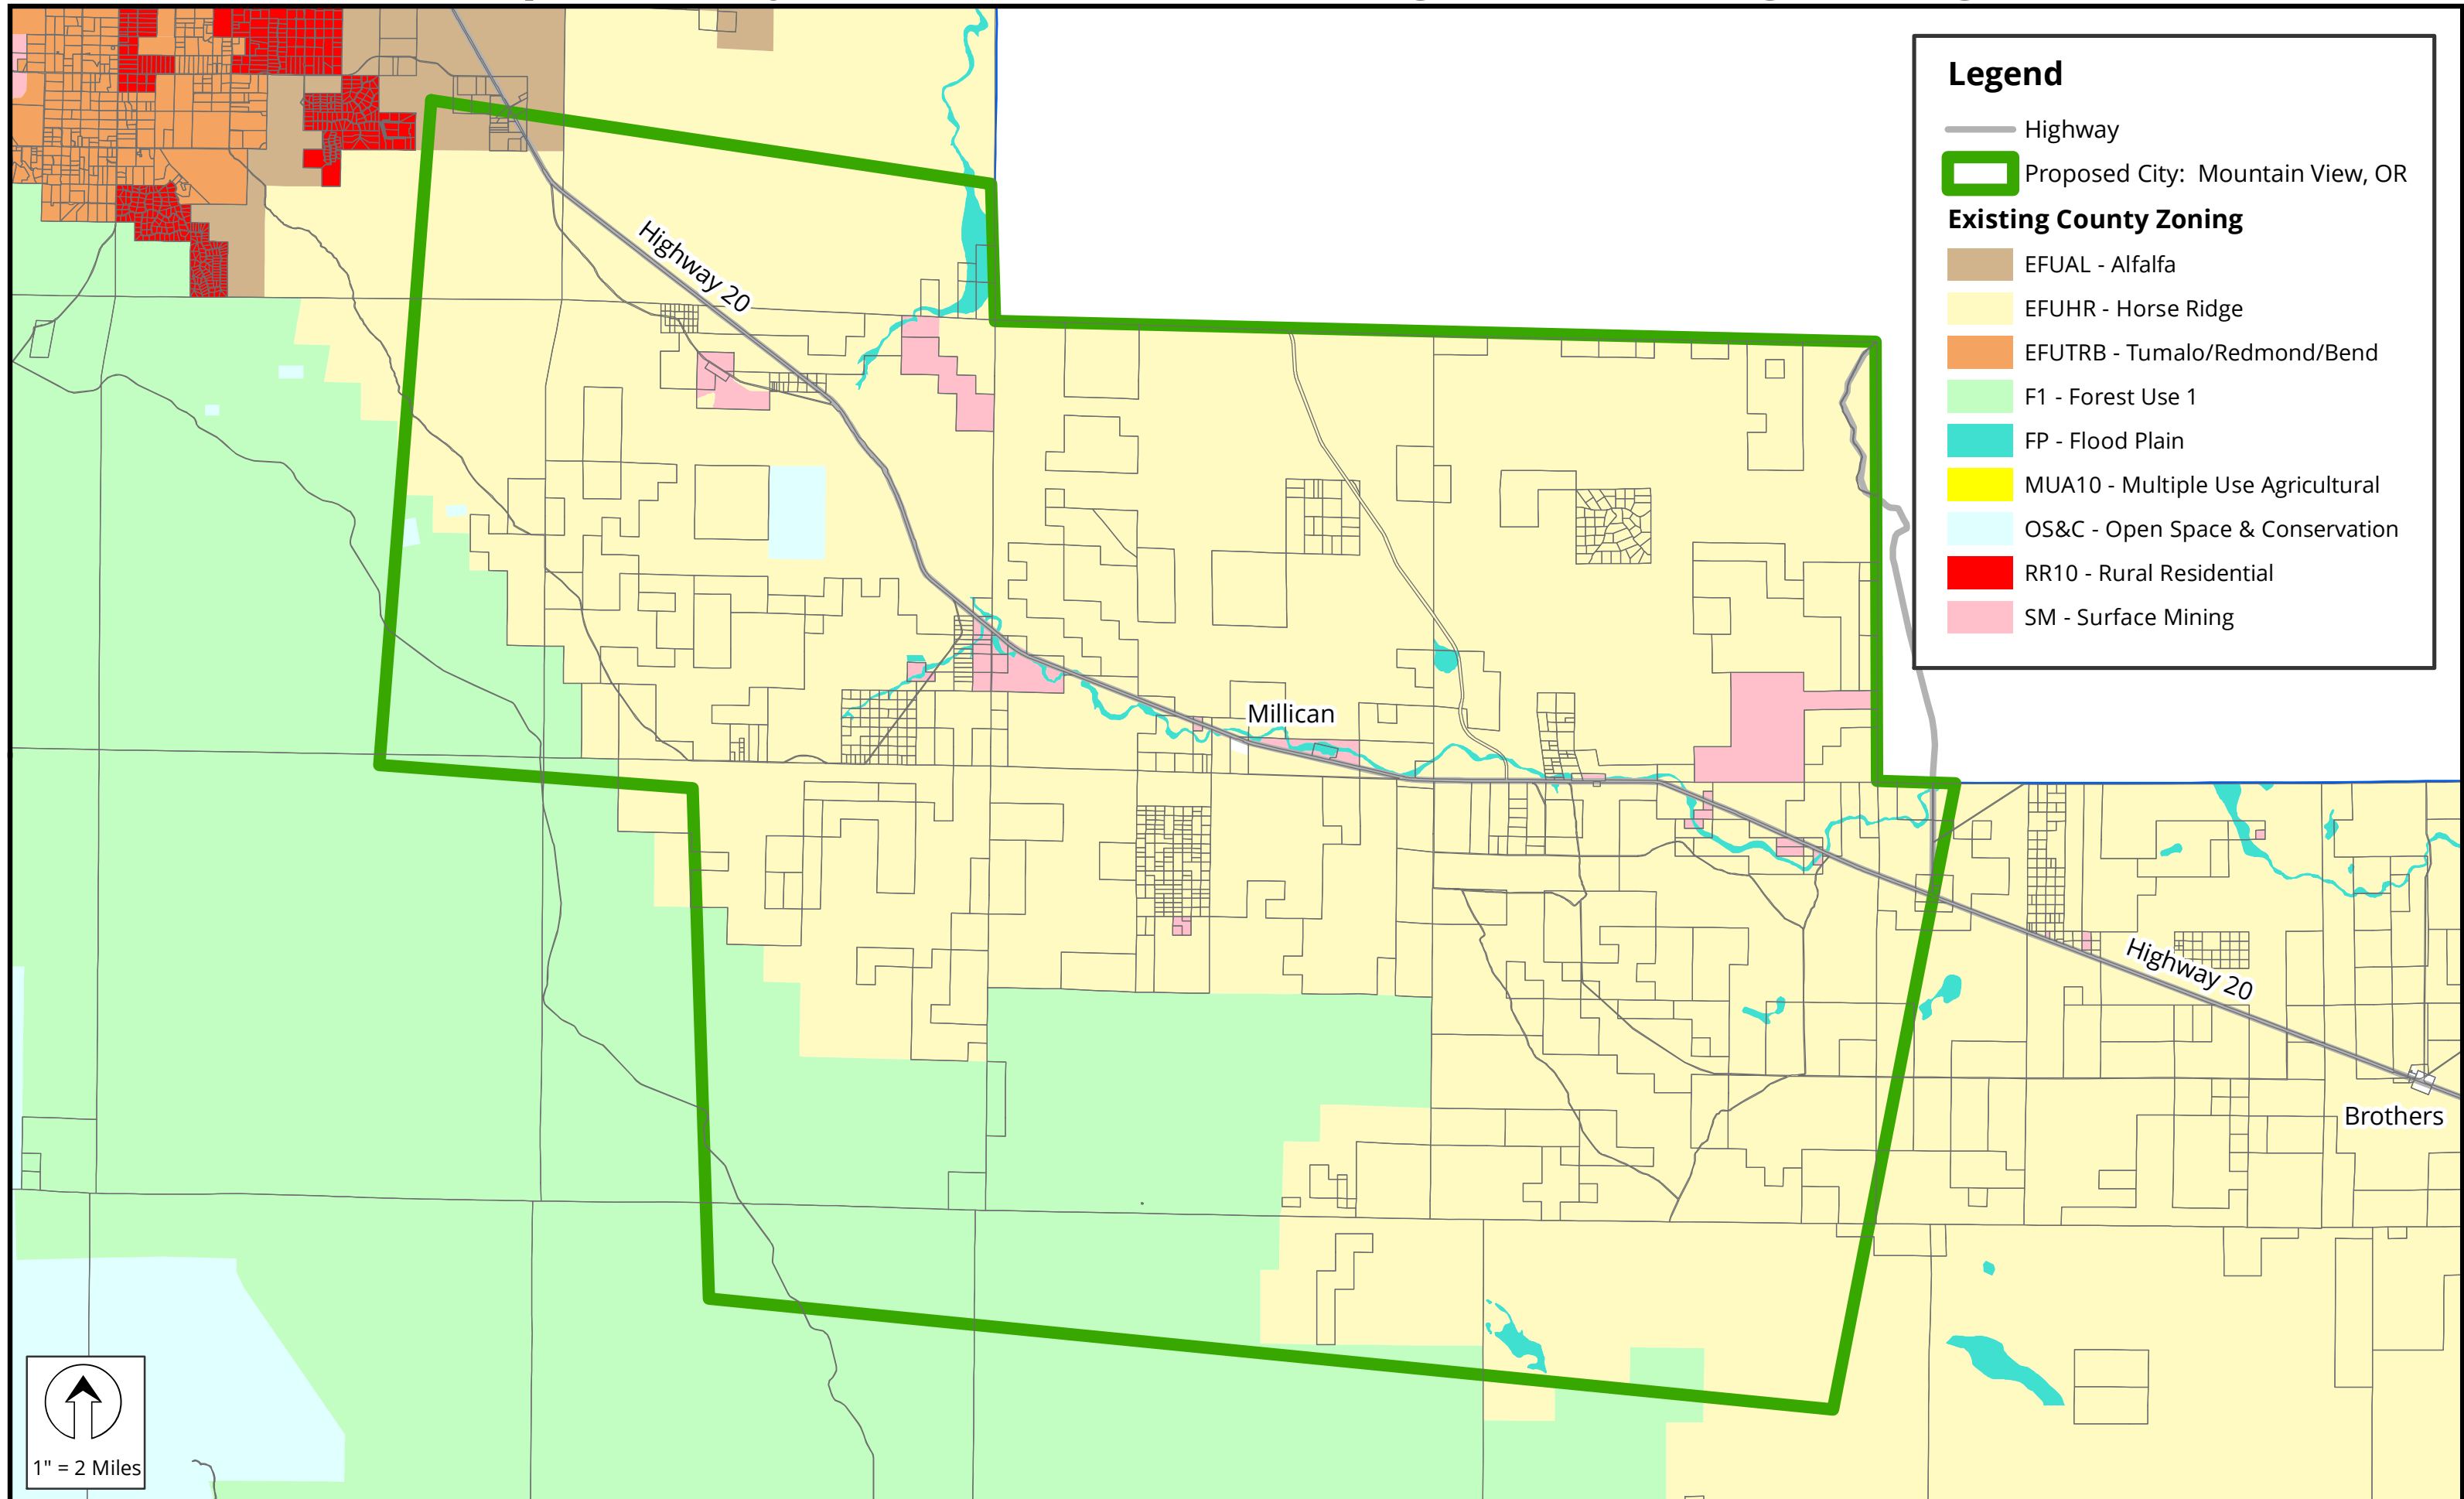 Legend
Highway
Proposed City: Mountain View, OR
Existing County Zoning
EFUAL - Alfalfa
EFUHR - Horse Ridge
EFUTRB - Tumalo/Redmond/Bend
F1 - Forest Use 1
FP - Flood Plain
MUA10 - Multiple Use Agricultural
OS&C - Open Space & Conservation
RR10 - Rural Residential
SM - Surface Mining
Highway 20
Millican
Highway 20
Brothers
1" = 2 Miles